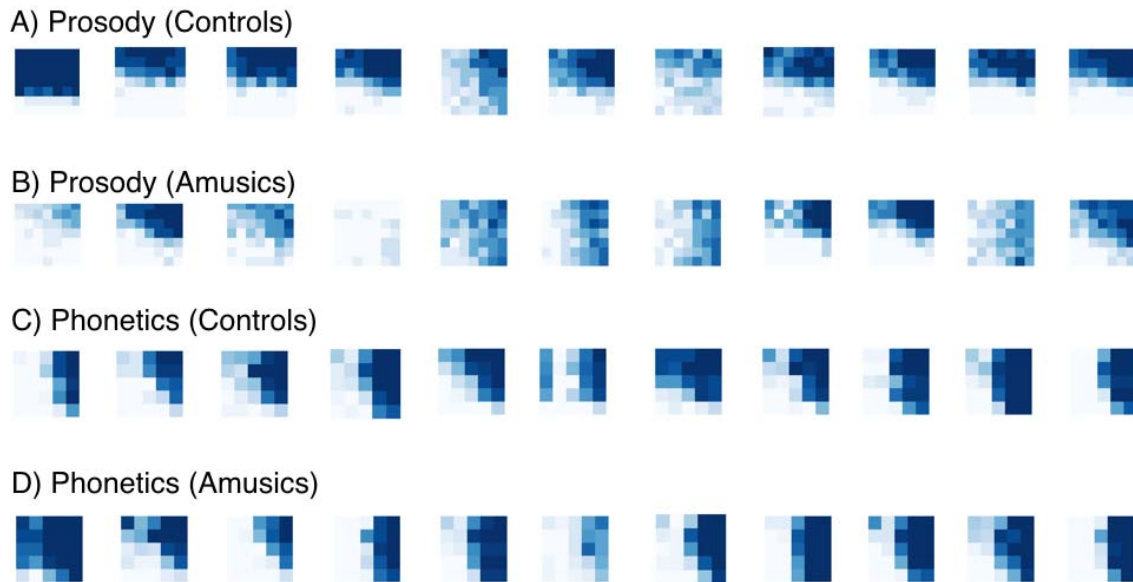 A) Prosody (Controls)
B) Prosody (Amusics)
C) Phonetics (Controls)
D) Phonetics (Amusics)